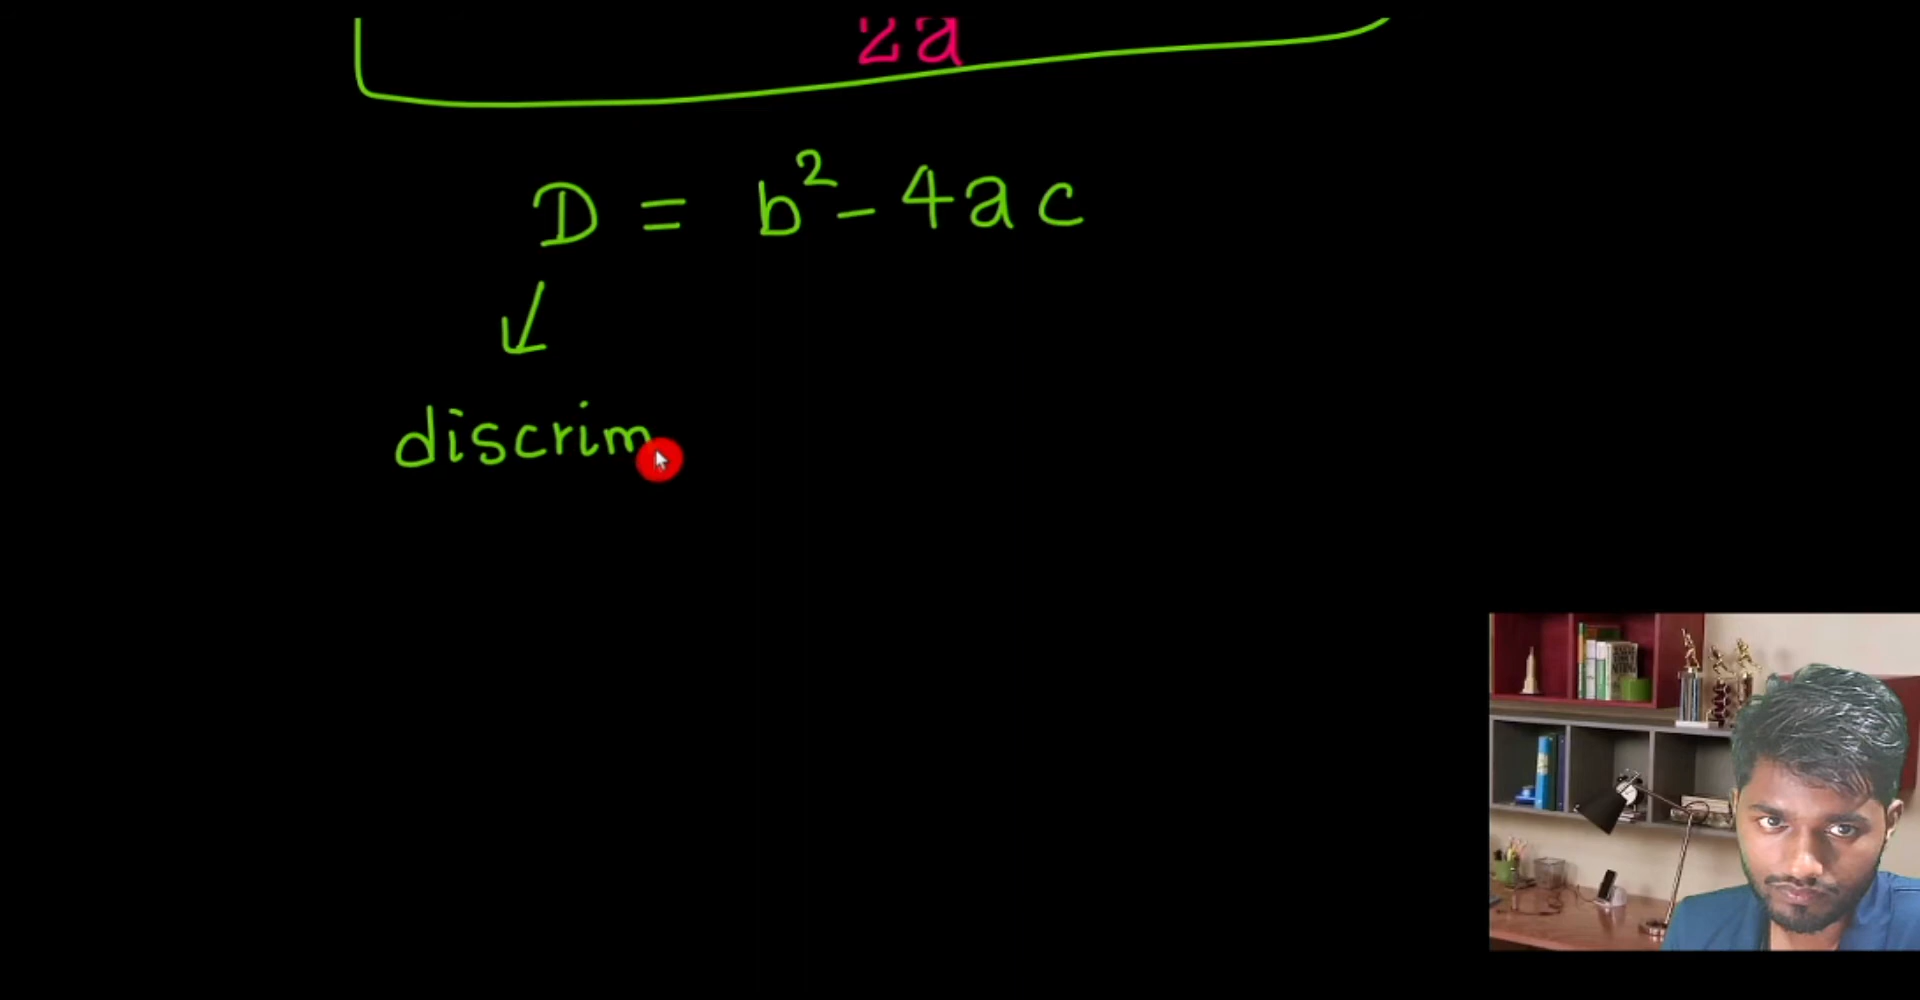 2a
D = b² - 4ac
↙
discrim